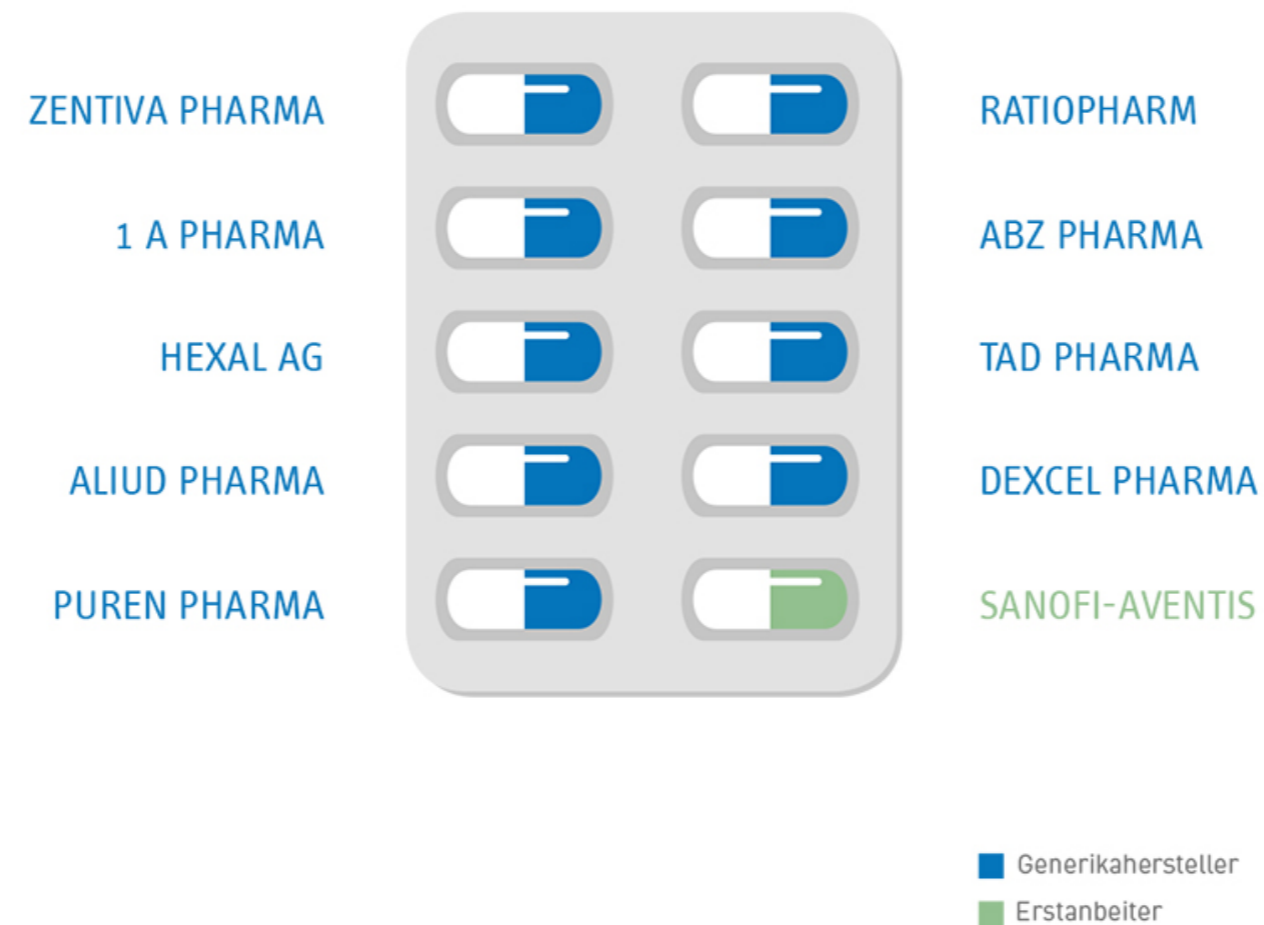 ZENTIVA PHARMA
RATIOPHARM
1 A PHARMA
ABZ PHARMA
HEXAL AG
TAD PHARMA
ALIUD PHARMA
DEXCEL PHARMA
PUREN PHARMA
SANOFI-AVENTIS
Generikahersteller
Erstanbeiter